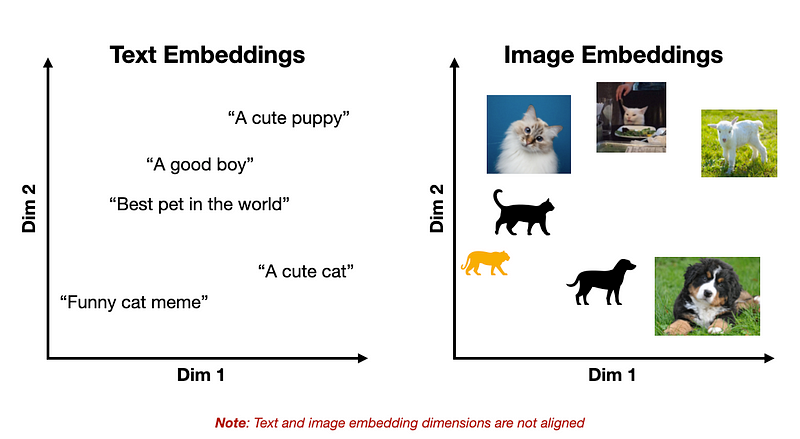 Text Embeddings
Dim 2
“A cute puppy”
“A good boy”
“Best pet in the world”
“A cute cat”
“Funny cat meme”
Dim 1
Image Embeddings
Dim 2
Dim 1
Note: Text and image embedding dimensions are not aligned